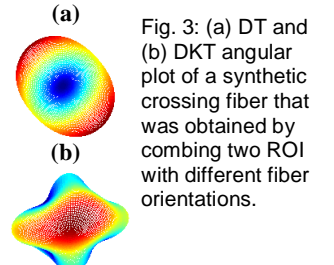 (a)
(b)
Fig. 3: (a) DT and
(b) DKT angular
plot of a synthetic
crossing fiber that
was obtained by
combing two ROI
with different fiber
orientations.